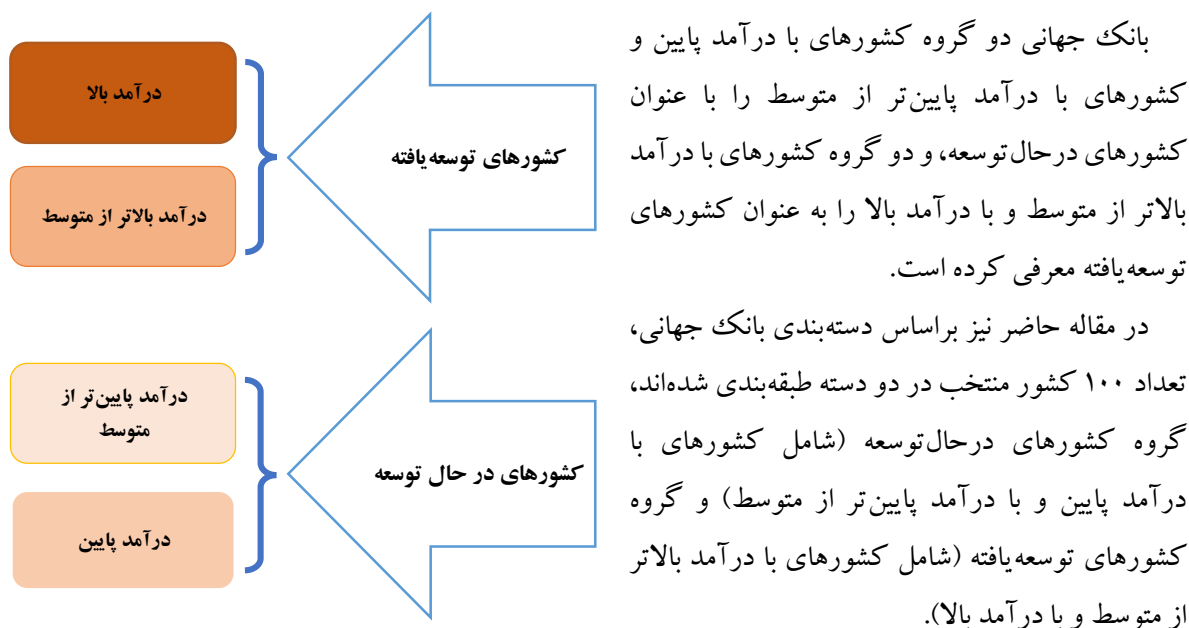 بانک جهانی دو گروه کشورهای با درآمد پایین و
کشورهای با درآمد پایین‌تر از متوسط را با عنوان
کشورهای درحال‌توسعه، و دو گروه کشورهای با درآمد
بالاتر از متوسط و با درآمد بالا را به عنوان کشورهای
توسعه‌یافته معرفی کرده است.
در مقاله حاضر نیز براساس دسته‌بندی بانک جهانی،
تعداد ۱۰۰ کشور منتخب در دو دسته طبقه‌بندی شده‌اند،
گروه کشورهای درحال‌توسعه (شامل کشورهای با
درآمد پایین و با درآمد پایین‌تر از متوسط) و گروه
کشورهای توسعه‌یافته (شامل کشورهای با درآمد بالاتر
از متوسط و با درآمد بالا).
کشورهای توسعه‌یافته
درآمد بالا
درآمد بالاتر از متوسط
کشورهای در حال توسعه
درآمد پایین‌تر از
متوسط
درآمد پایین